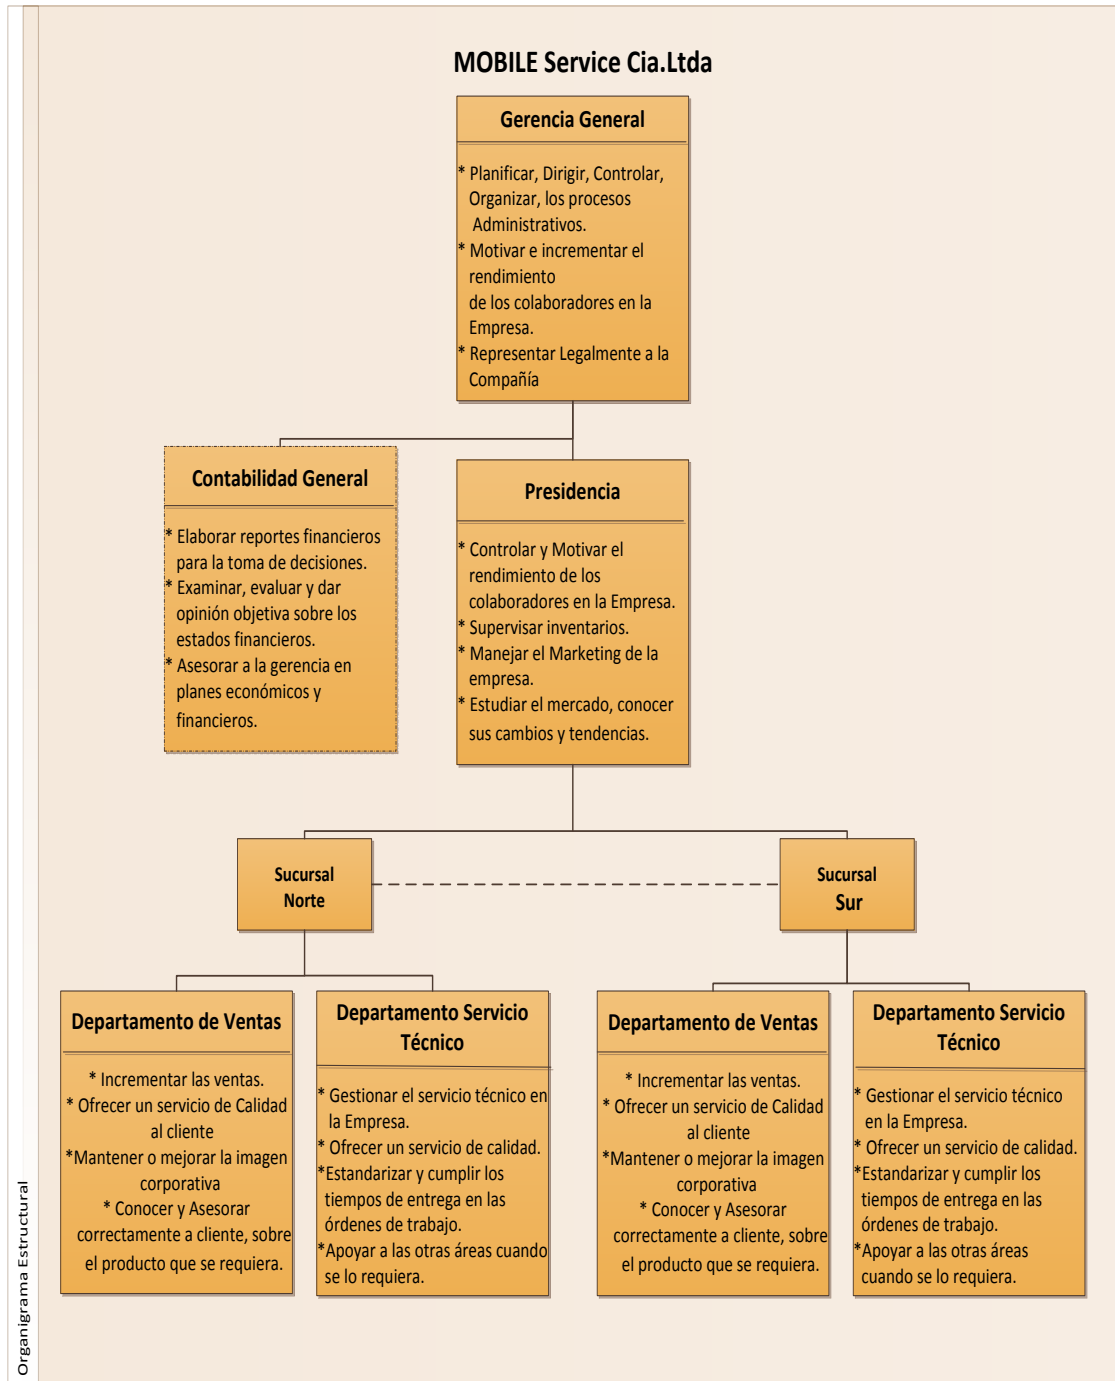 MOBILE Service Cia.Ltda
Gerencia General
* Planificar, Dirigir, Controlar,
Organizar, los procesos
Administrativos.
* Motivar e incrementar el
rendimiento
de los colaboradores en la
Empresa.
* Representar Legalmente a la
Compañía
Contabilidad General
* Elaborar reportes financieros
para la toma de decisiones.
* Examinar, evaluar y dar
opinión objetiva sobre los
estados financieros.
* Asesorar a la gerencia en
planes económicos y
financieros.
Presidencia
* Controlar y Motivar el
rendimiento de los
colaboradores en la Empresa.
* Supervisar inventarios.
* Manejar el Marketing de la
empresa.
* Estudiar el mercado, conocer
sus cambios y tendencias.
Sucursal
Norte
Sucursal
Sur
Departamento de Ventas
* Incrementar las ventas.
* Ofrecer un servicio de Calidad
al cliente
*Mantener o mejorar la imagen
corporativa
* Conocer y Asesorar
correctamente a cliente, sobre
el producto que se requiera.
Departamento Servicio
Técnico
* Gestionar el servicio técnico en
la Empresa.
* Ofrecer un servicio de calidad.
*Estandarizar y cumplir los
tiempos de entrega en las
órdenes de trabajo.
*Apoyar a las otras áreas cuando
se lo requiera.
Departamento de Ventas
* Incrementar las ventas.
* Ofrecer un servicio de Calidad
al cliente
*Mantener o mejorar la imagen
corporativa
* Conocer y Asesorar
correctamente a cliente, sobre
el producto que se requiera.
Departamento Servicio
Técnico
* Gestionar el servicio técnico
en la Empresa.
* Ofrecer un servicio de calidad.
*Estandarizar y cumplir los
tiempos de entrega en las
órdenes de trabajo.
*Apoyar a las otras áreas
cuando se lo requiera.
Organigrama Estructural